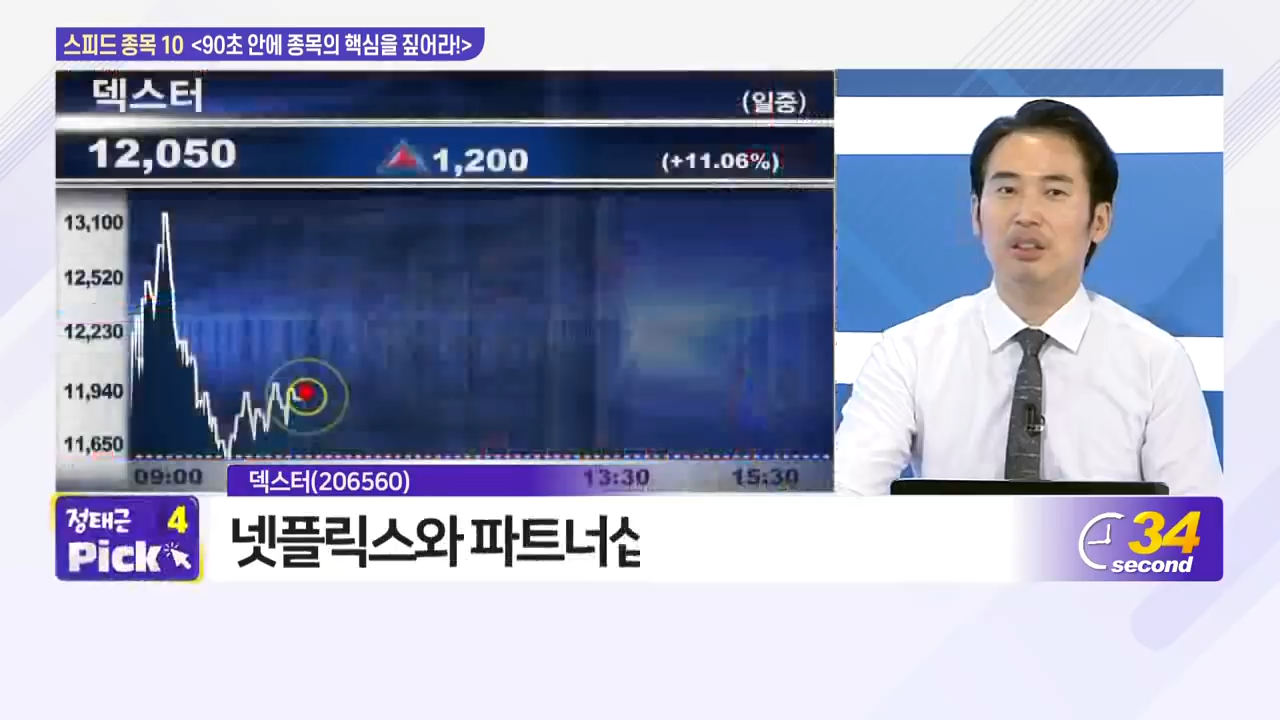 스피드 종목 10 <90초 안에 종목의 핵심을 짚어라!>
덱스터 (일중)
12,050 ▲ 1,200 (+11.06%)
13,100
12,520
12,230
11,940
11,650
09:00 13:30 15:30
덱스터(206560)
정태근 4
Pick
넷플릭스와 파트너십
34
second